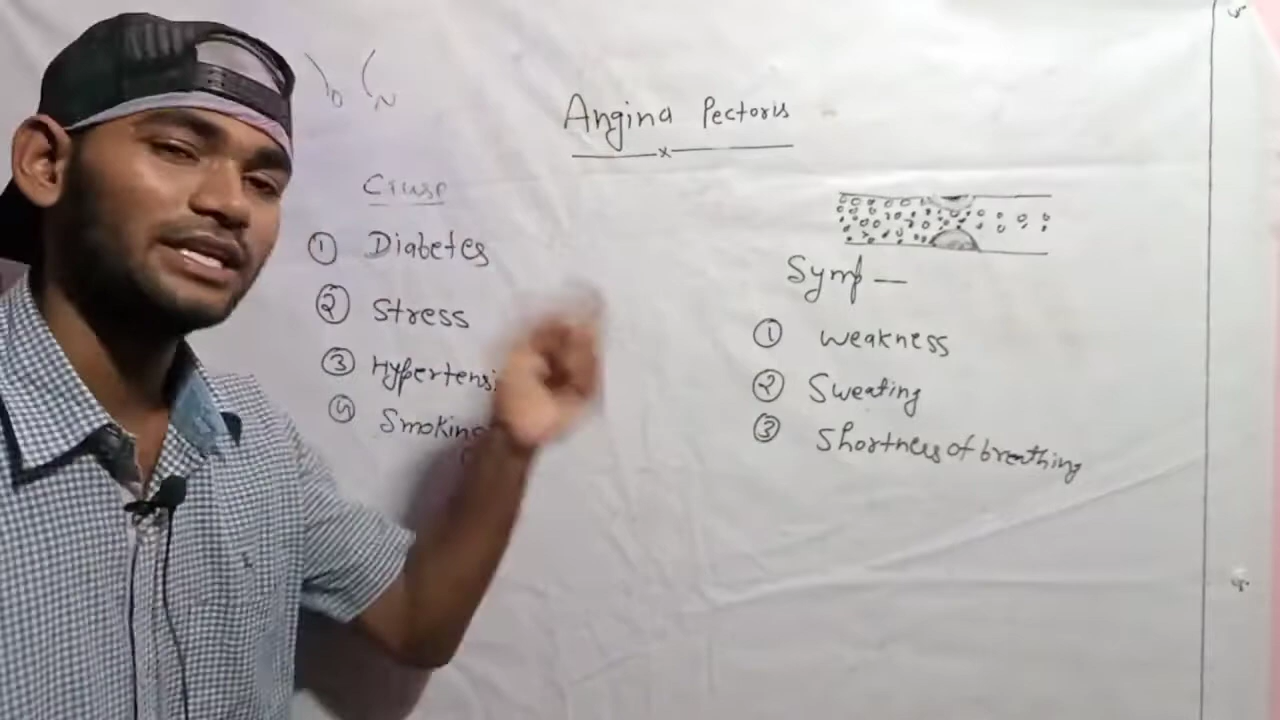 Angina Pectoris
Cause
① Diabetes
② Stress
③ Hypertensi
④ Smoking
Symp —
① Weakness
② Sweating
③ Shortness of breathing